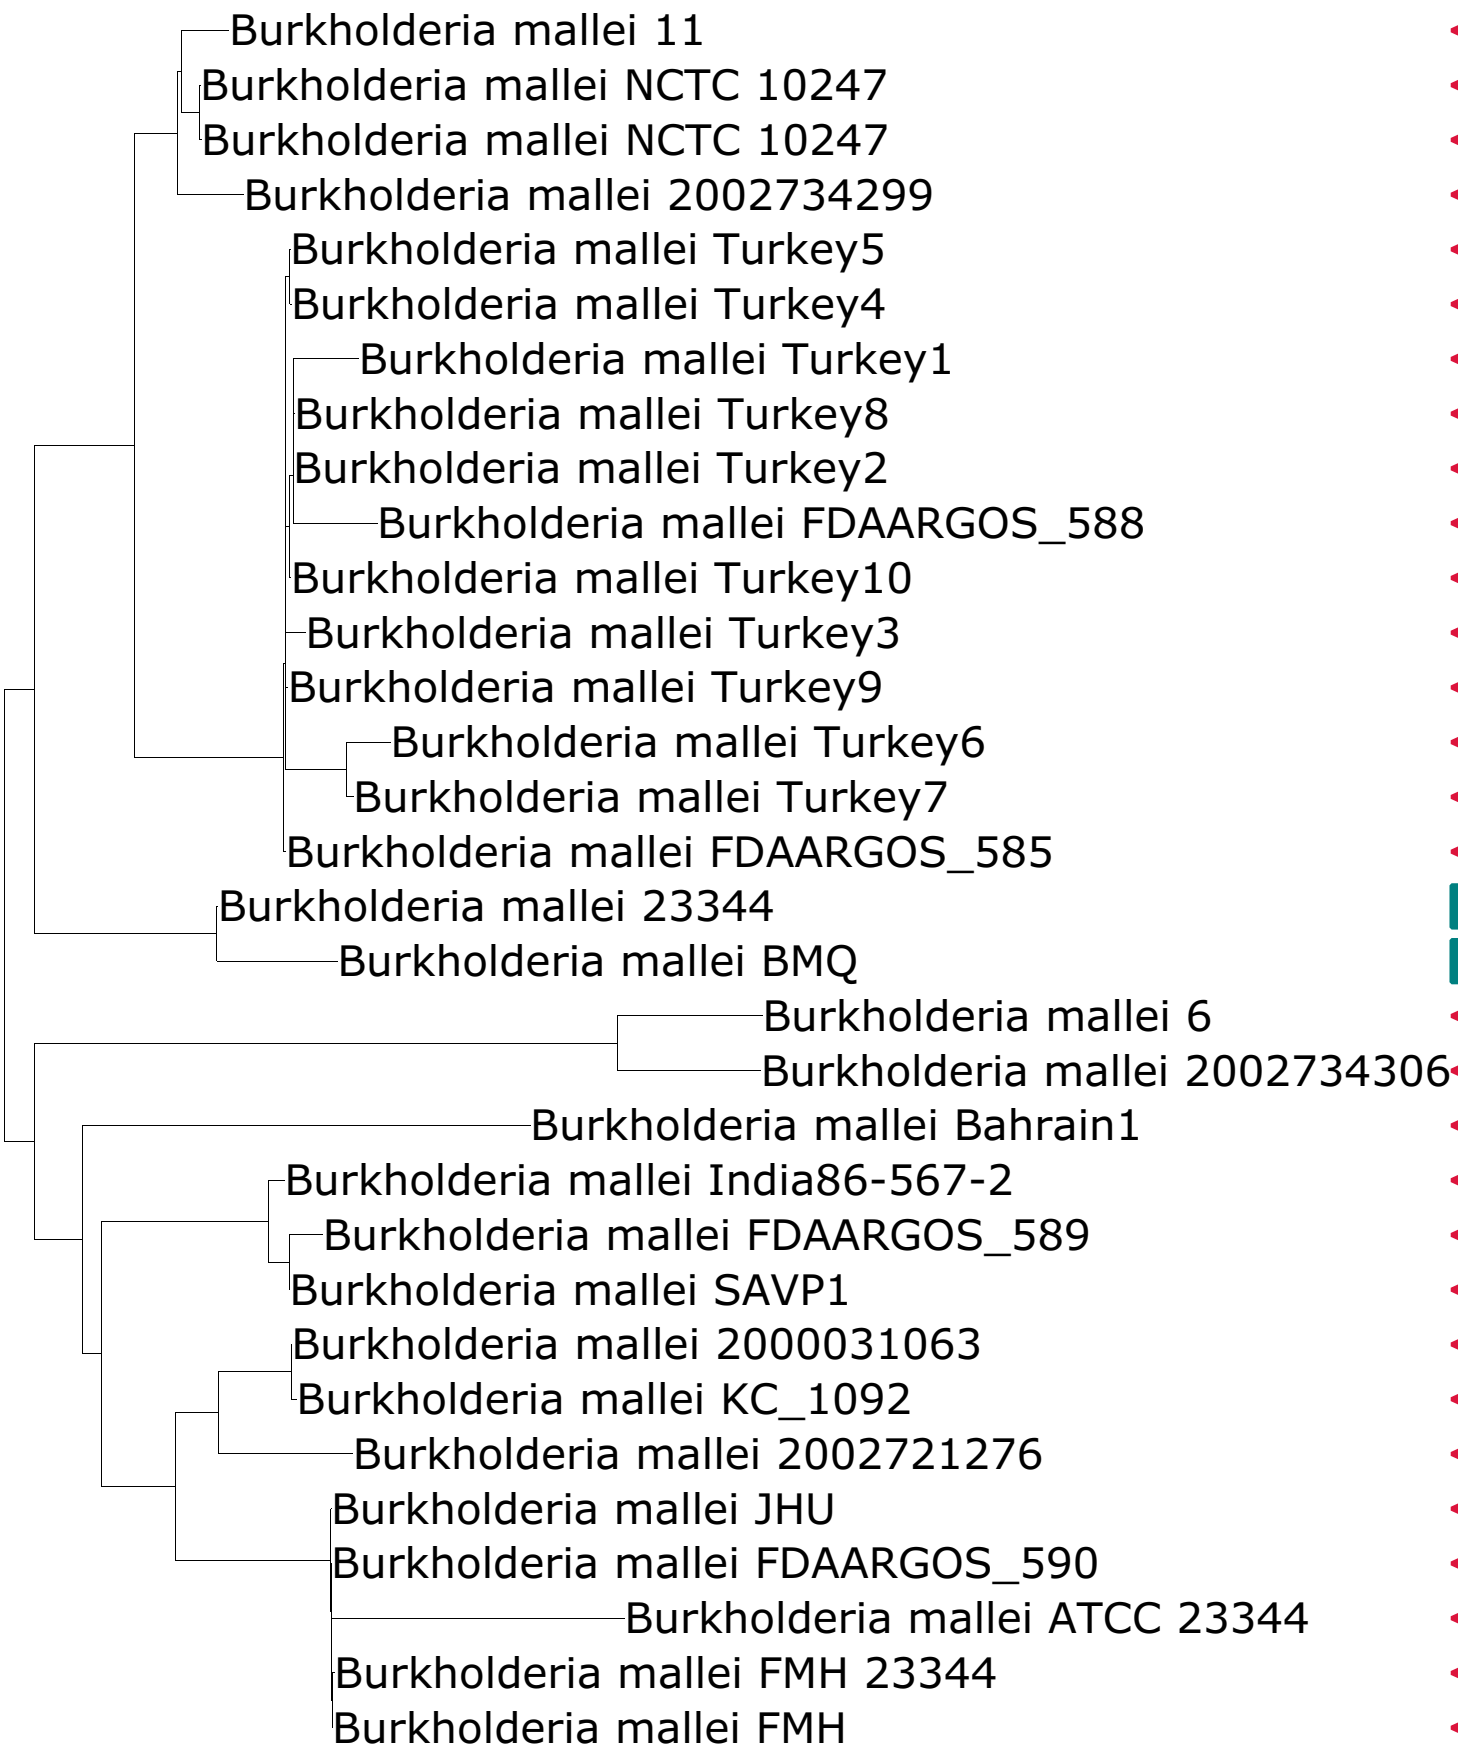 Burkholderia mallei 11
Burkholderia mallei NCTC 10247
Burkholderia mallei NCTC 10247
Burkholderia mallei 2002734299
Burkholderia mallei Turkey5
Burkholderia mallei Turkey4
Burkholderia mallei Turkey1
Burkholderia mallei Turkey8
Burkholderia mallei Turkey2
Burkholderia mallei FDAARGOS_588
Burkholderia mallei Turkey10
Burkholderia mallei Turkey3
Burkholderia mallei Turkey9
Burkholderia mallei Turkey6
Burkholderia mallei Turkey7
Burkholderia mallei FDAARGOS_585
Burkholderia mallei 23344
Burkholderia mallei BMQ
Burkholderia mallei 6
Burkholderia mallei 2002734306
Burkholderia mallei Bahrain1
Burkholderia mallei India86-567-2
Burkholderia mallei FDAARGOS_589
Burkholderia mallei SAVP1
Burkholderia mallei 2000031063
Burkholderia mallei KC_1092
Burkholderia mallei 2002721276
Burkholderia mallei JHU
Burkholderia mallei FDAARGOS_590
Burkholderia mallei ATCC 23344
Burkholderia mallei FMH 23344
Burkholderia mallei FMH